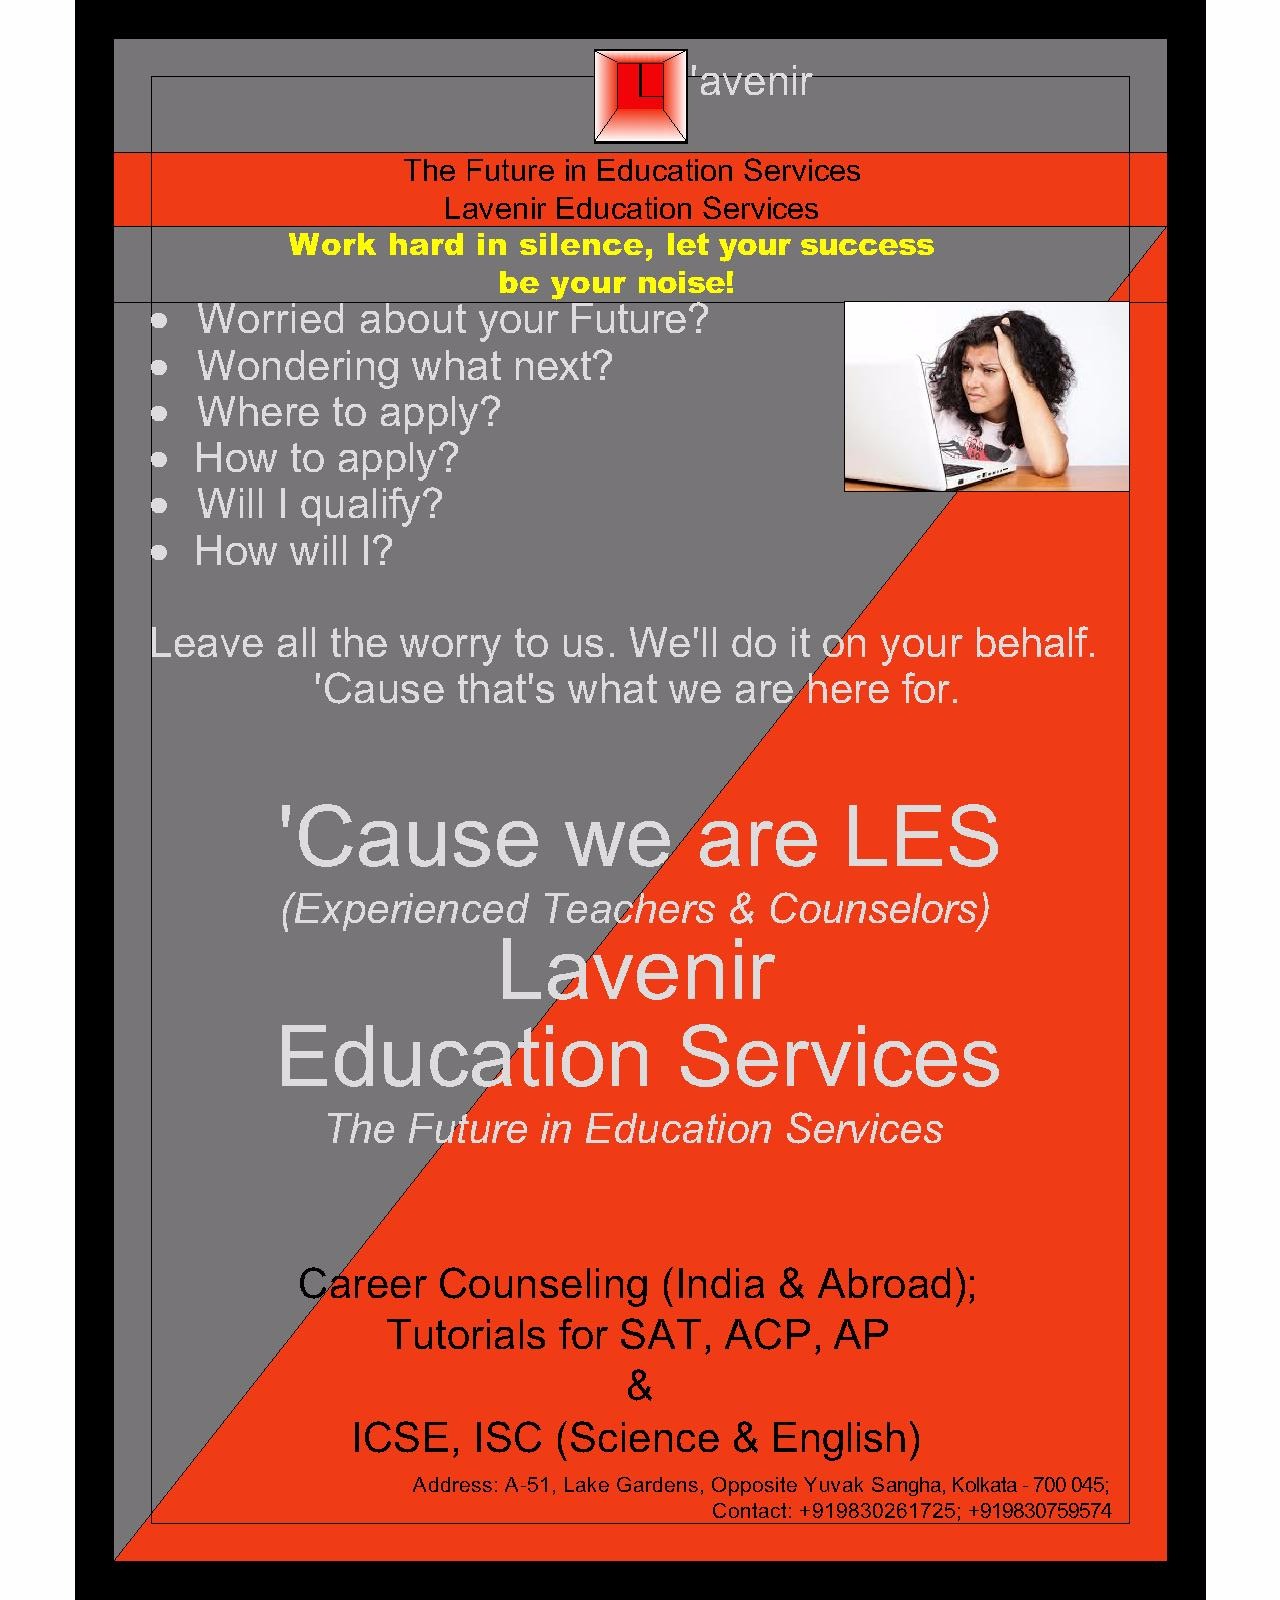 L'avenir
The Future in Education Services
Lavenir Education Services
Work hard in silence, let your success
be your noise!
• Worried about your Future?
• Wondering what next?
• Where to apply?
• How to apply?
• Will I qualify?
• How will I?
Leave all the worry to us. We'll do it on your behalf.
'Cause that's what we are here for.
'Cause we are LES
(Experienced Teachers & Counselors)
Lavenir
Education Services
The Future in Education Services
Career Counseling (India & Abroad);
Tutorials for SAT, ACP, AP
&
ICSE, ISC (Science & English)
Address: A-51, Lake Gardens, Opposite Yuvak Sangha, Kolkata - 700 045;
Contact: +919830261725; +919830759574